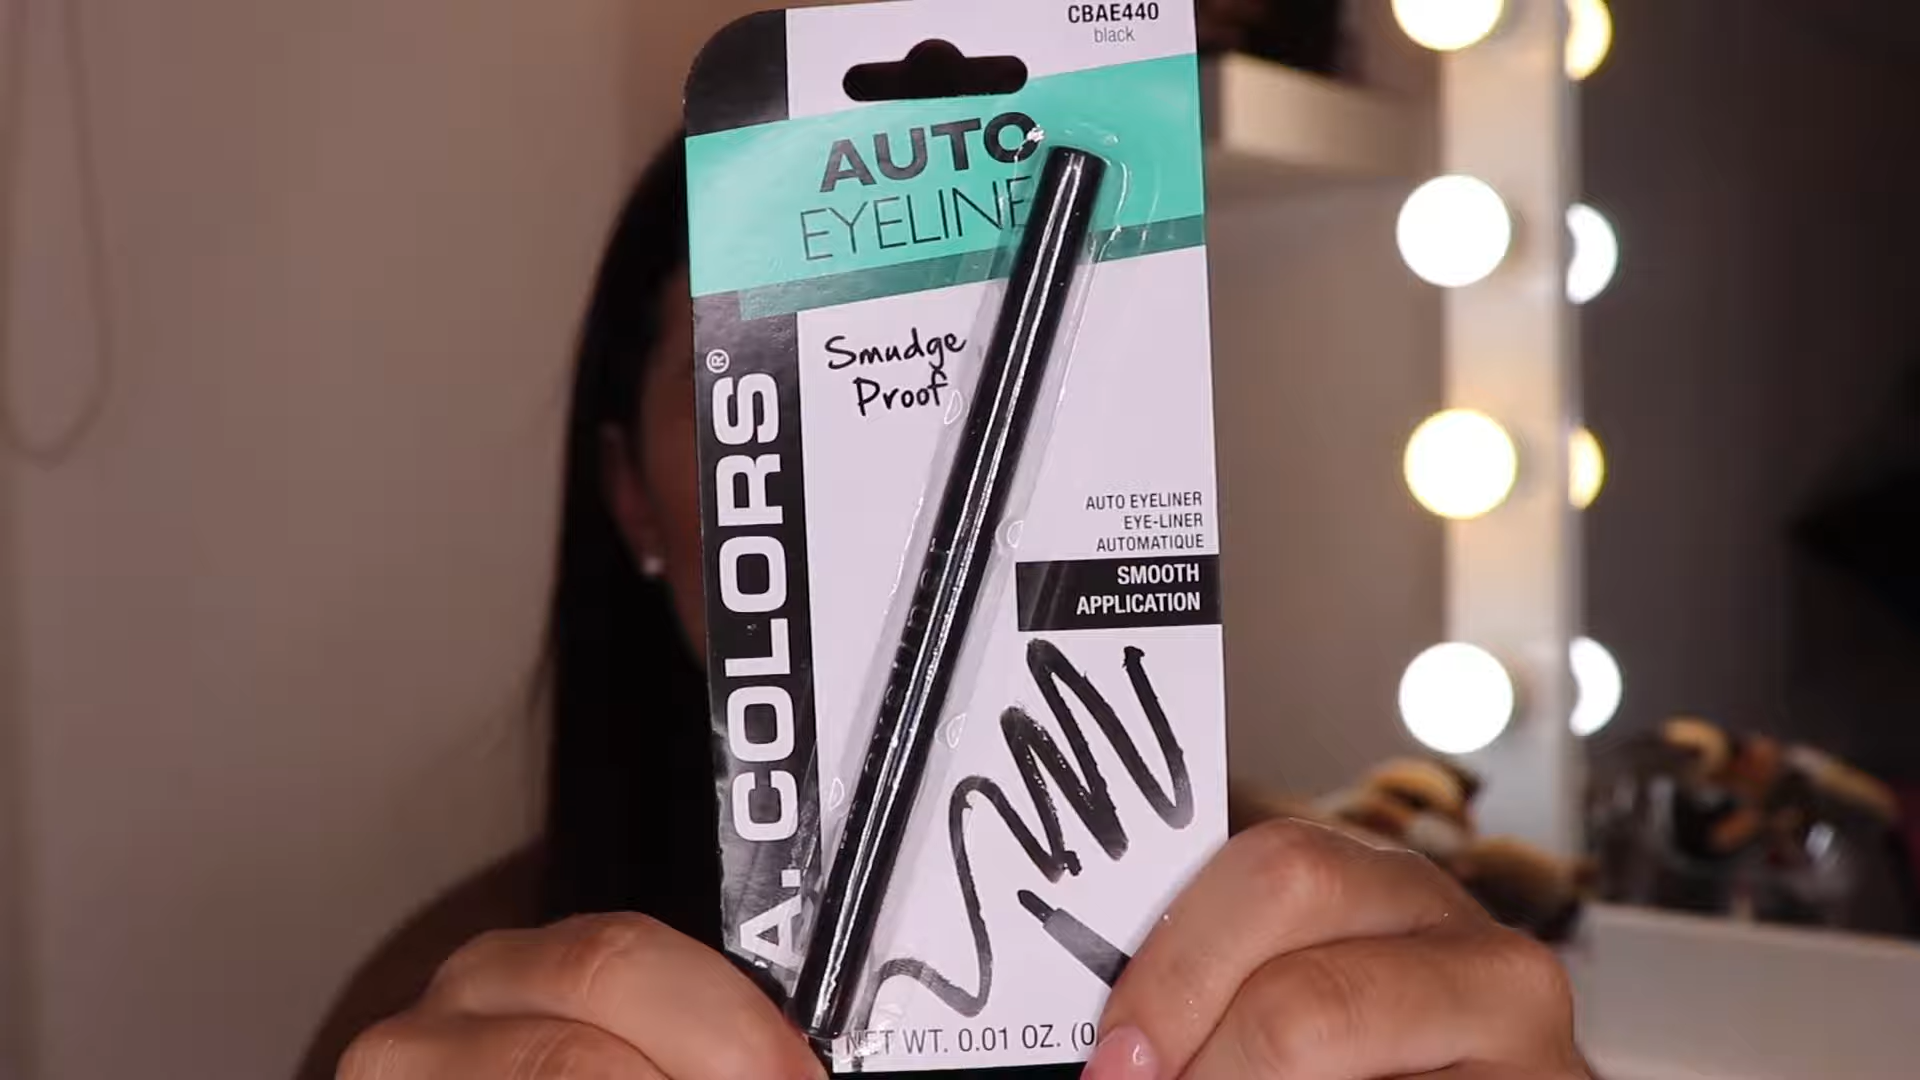 CBAE440
black
AUTO
EYELINE
A. COLORS®
Smudge
Proof
AUTO EYELINER
EYE-LINER
AUTOMATIQUE
SMOOTH
APPLICATION
NET WT. 0.01 OZ. (0